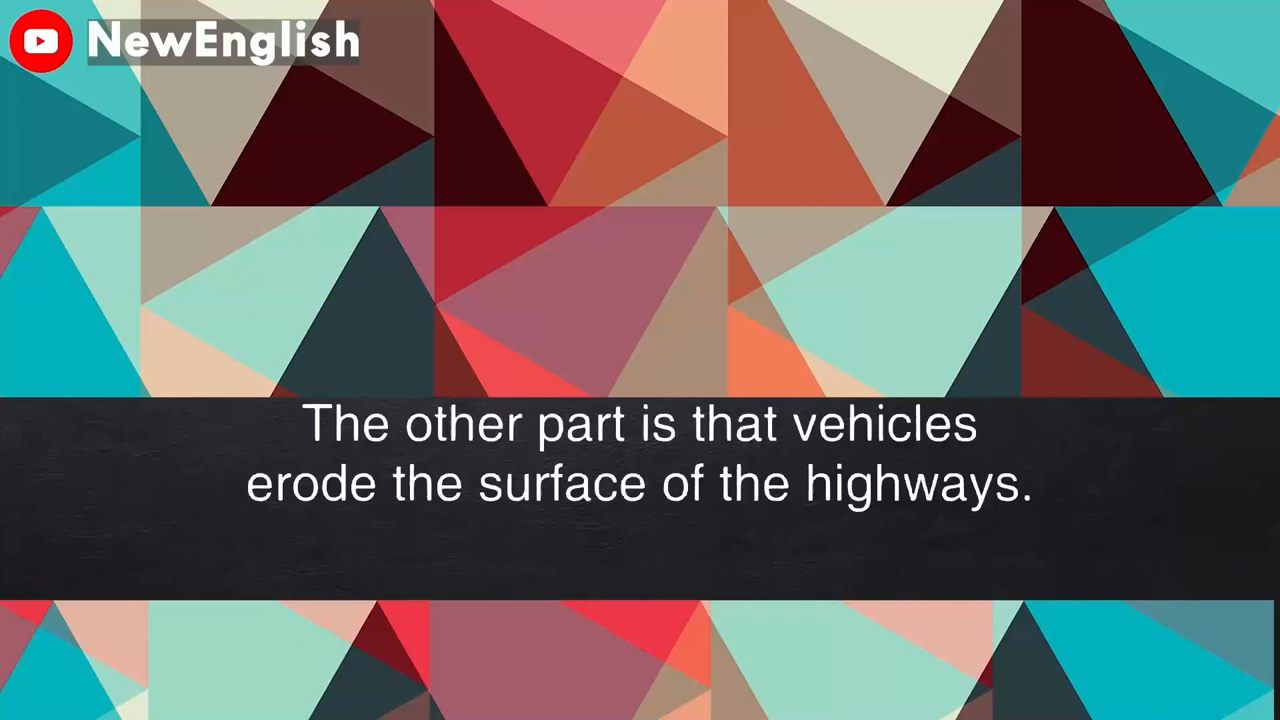 NewEnglish
The other part is that vehicles
erode the surface of the highways.